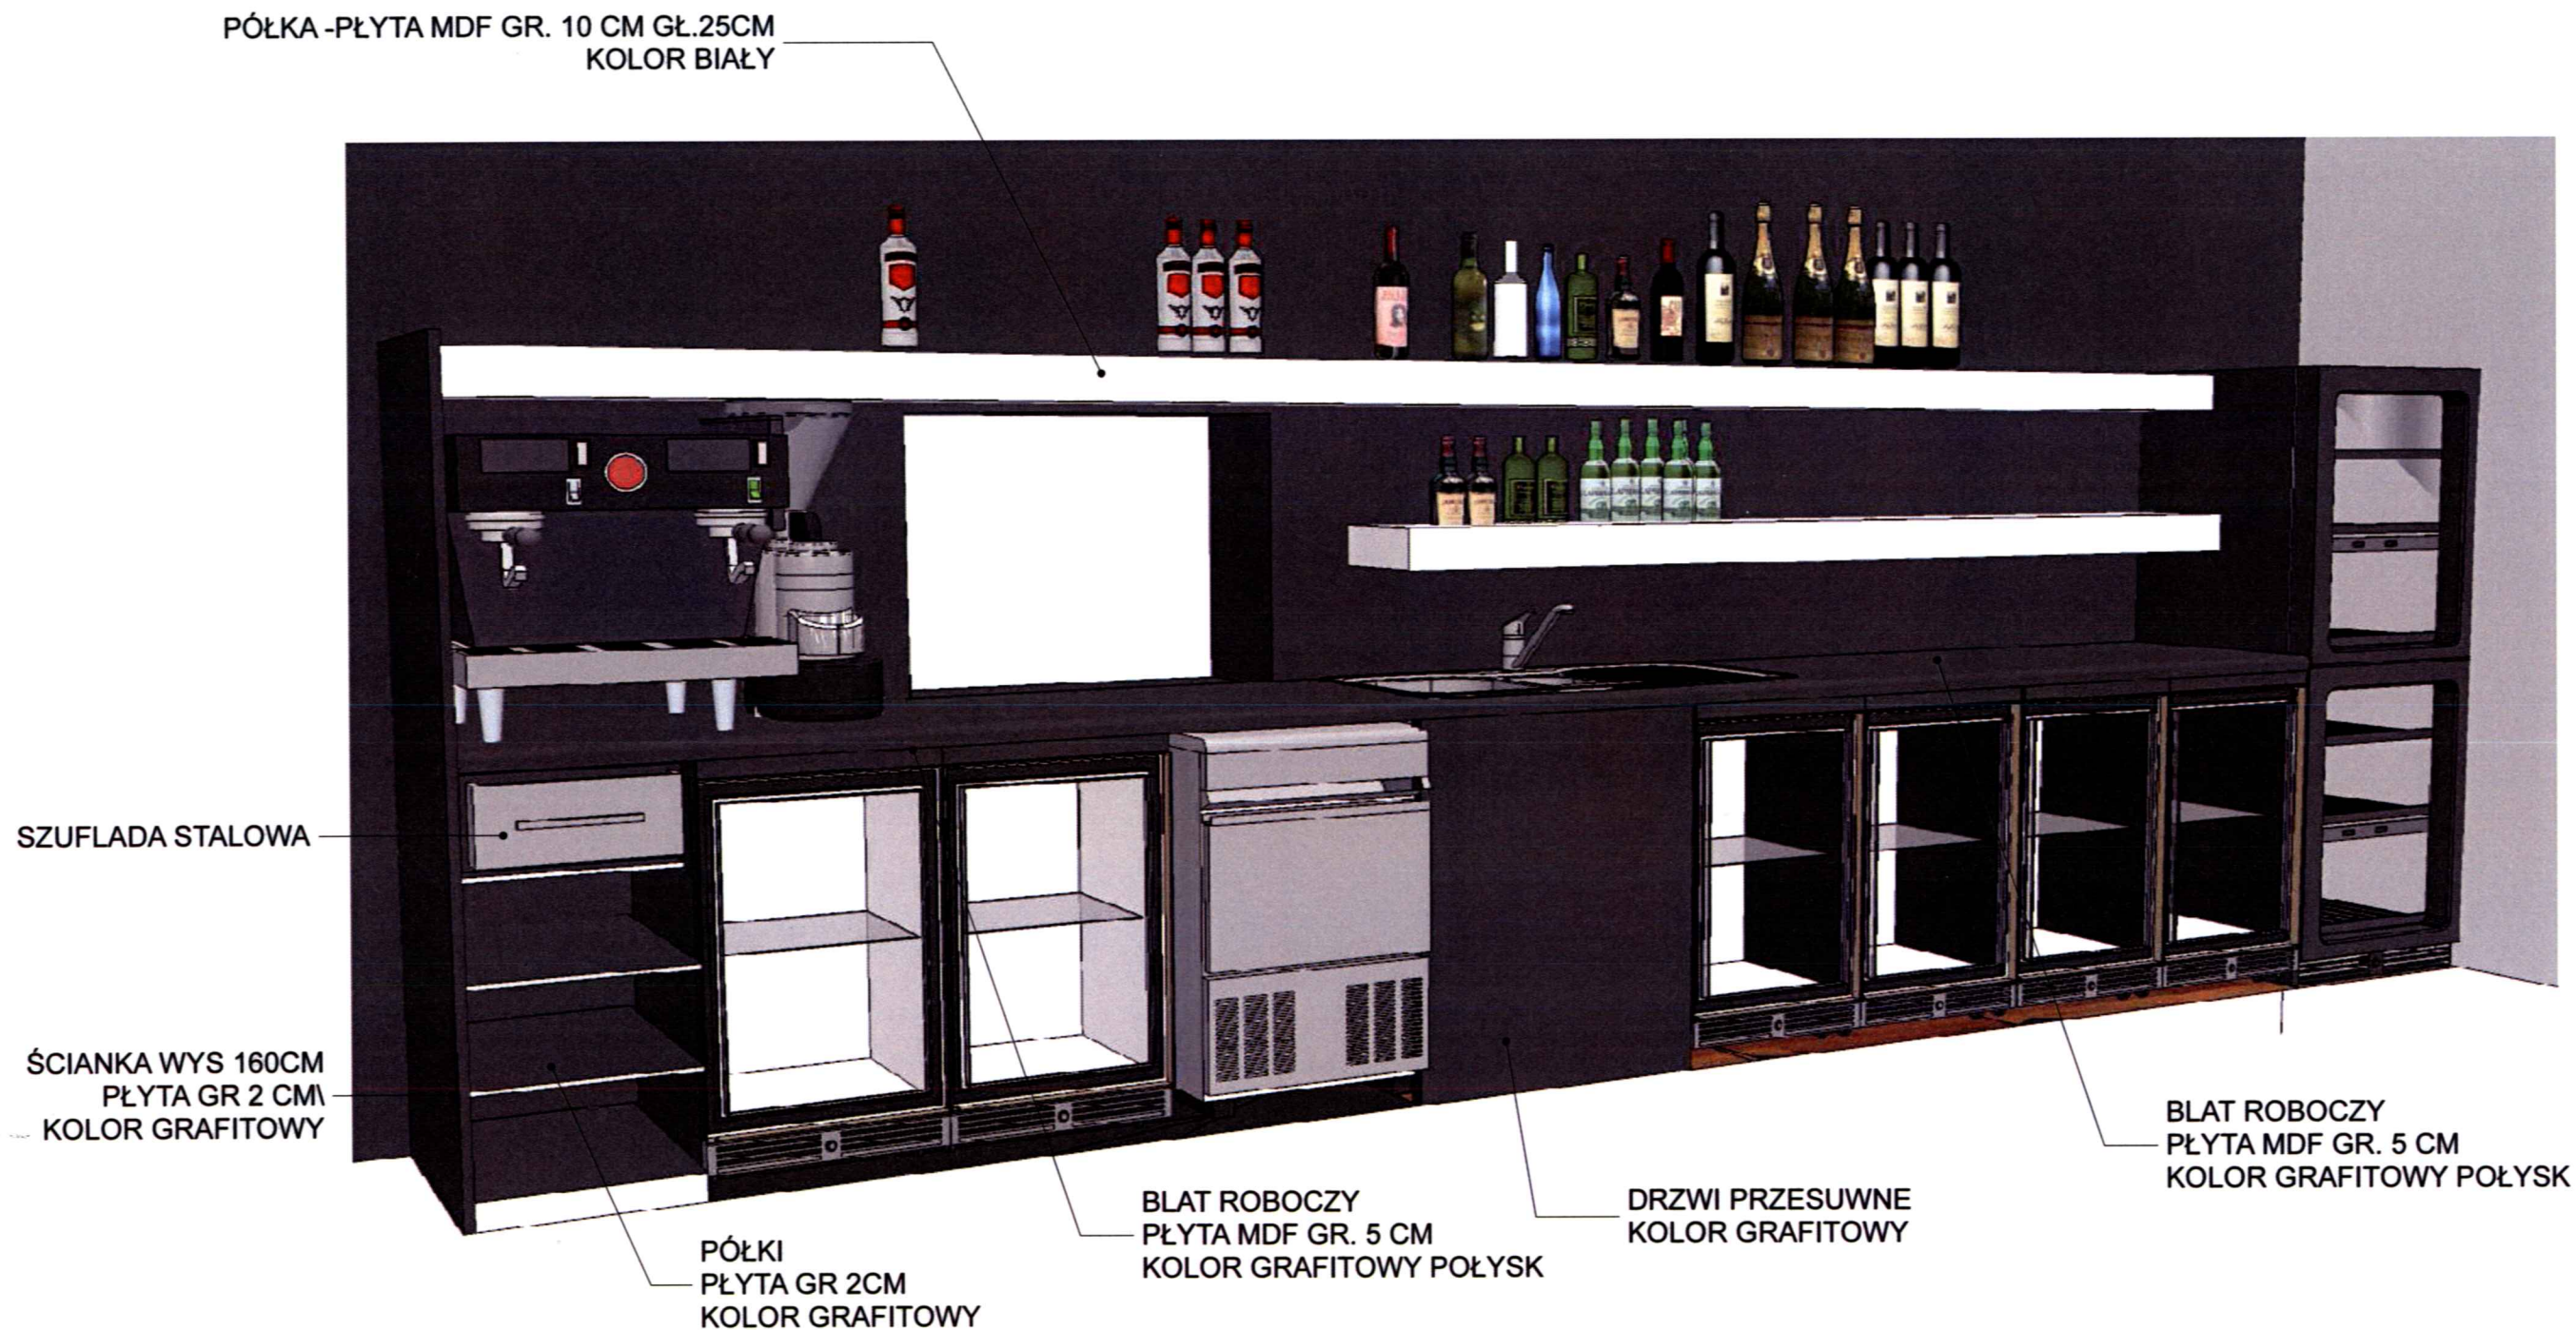 PÓŁKA -PŁYTA MDF GR. 10 CM GŁ.25CM
KOLOR BIAŁY
SZUFLADA STALOWA
ŚCIANKA WYS 160CM
PŁYTA GR 2 CM\
KOLOR GRAFITOWY
PÓŁKI
PŁYTA GR 2CM
KOLOR GRAFITOWY
BLAT ROBOCZY
PŁYTA MDF GR. 5 CM
KOLOR GRAFITOWY POŁYSK
DRZWI PRZESUWNE
KOLOR GRAFITOWY
BLAT ROBOCZY
PŁYTA MDF GR. 5 CM
KOLOR GRAFITOWY POŁYSK